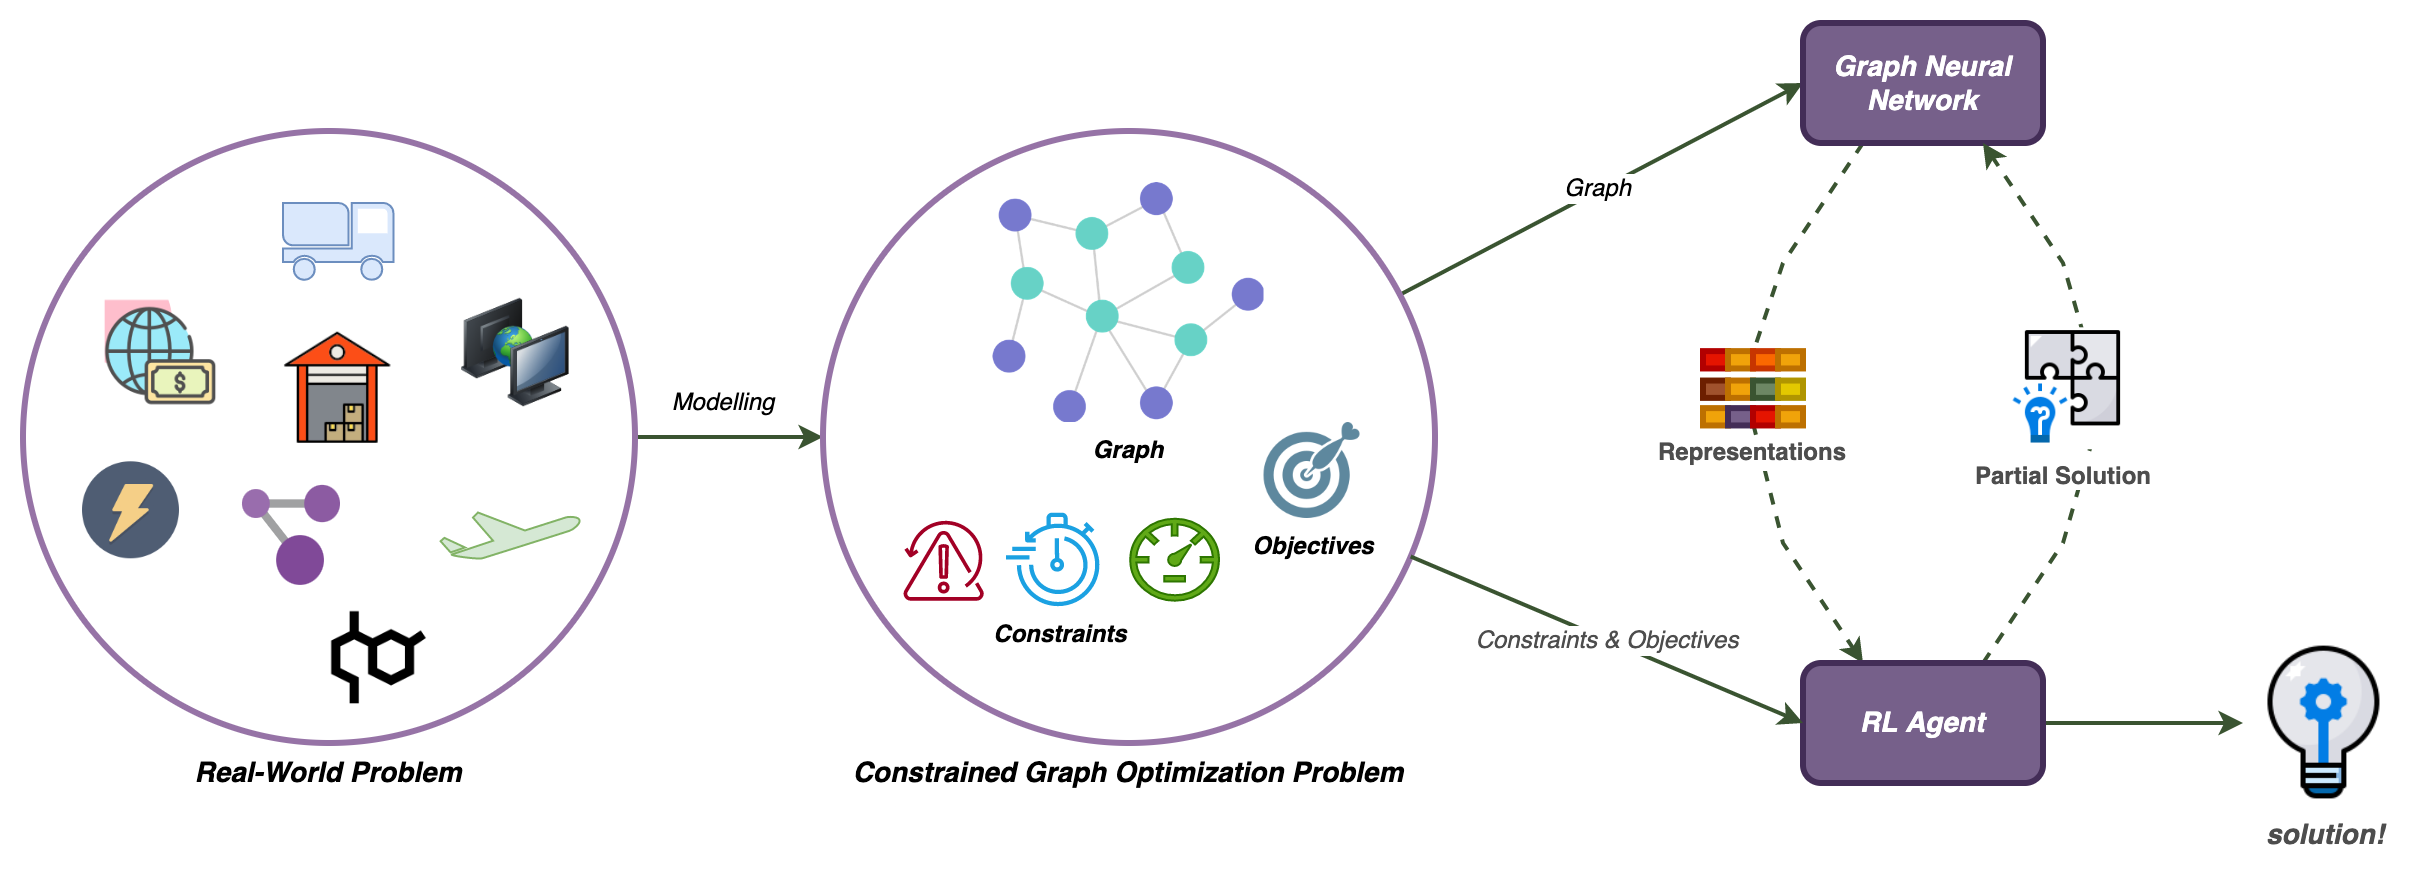 Graph Neural
Network
Graph
Modelling
Graph
Objectives
Constraints
Representations
Partial Solution
Constraints & Objectives
RL Agent
Real-World Problem
Constrained Graph Optimization Problem
solution!
$